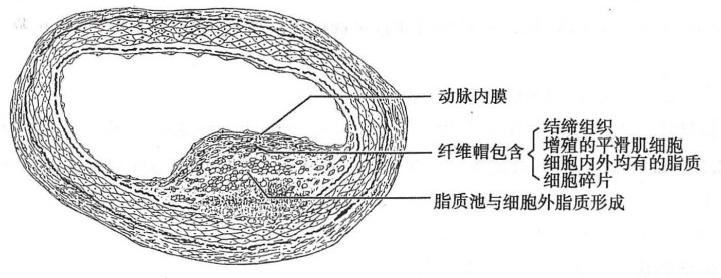 动脉内膜
纤维帽包含
结缔组织
增殖的平滑肌细胞
细胞内外均有的脂质
细胞碎片
脂质池与细胞外脂质形成